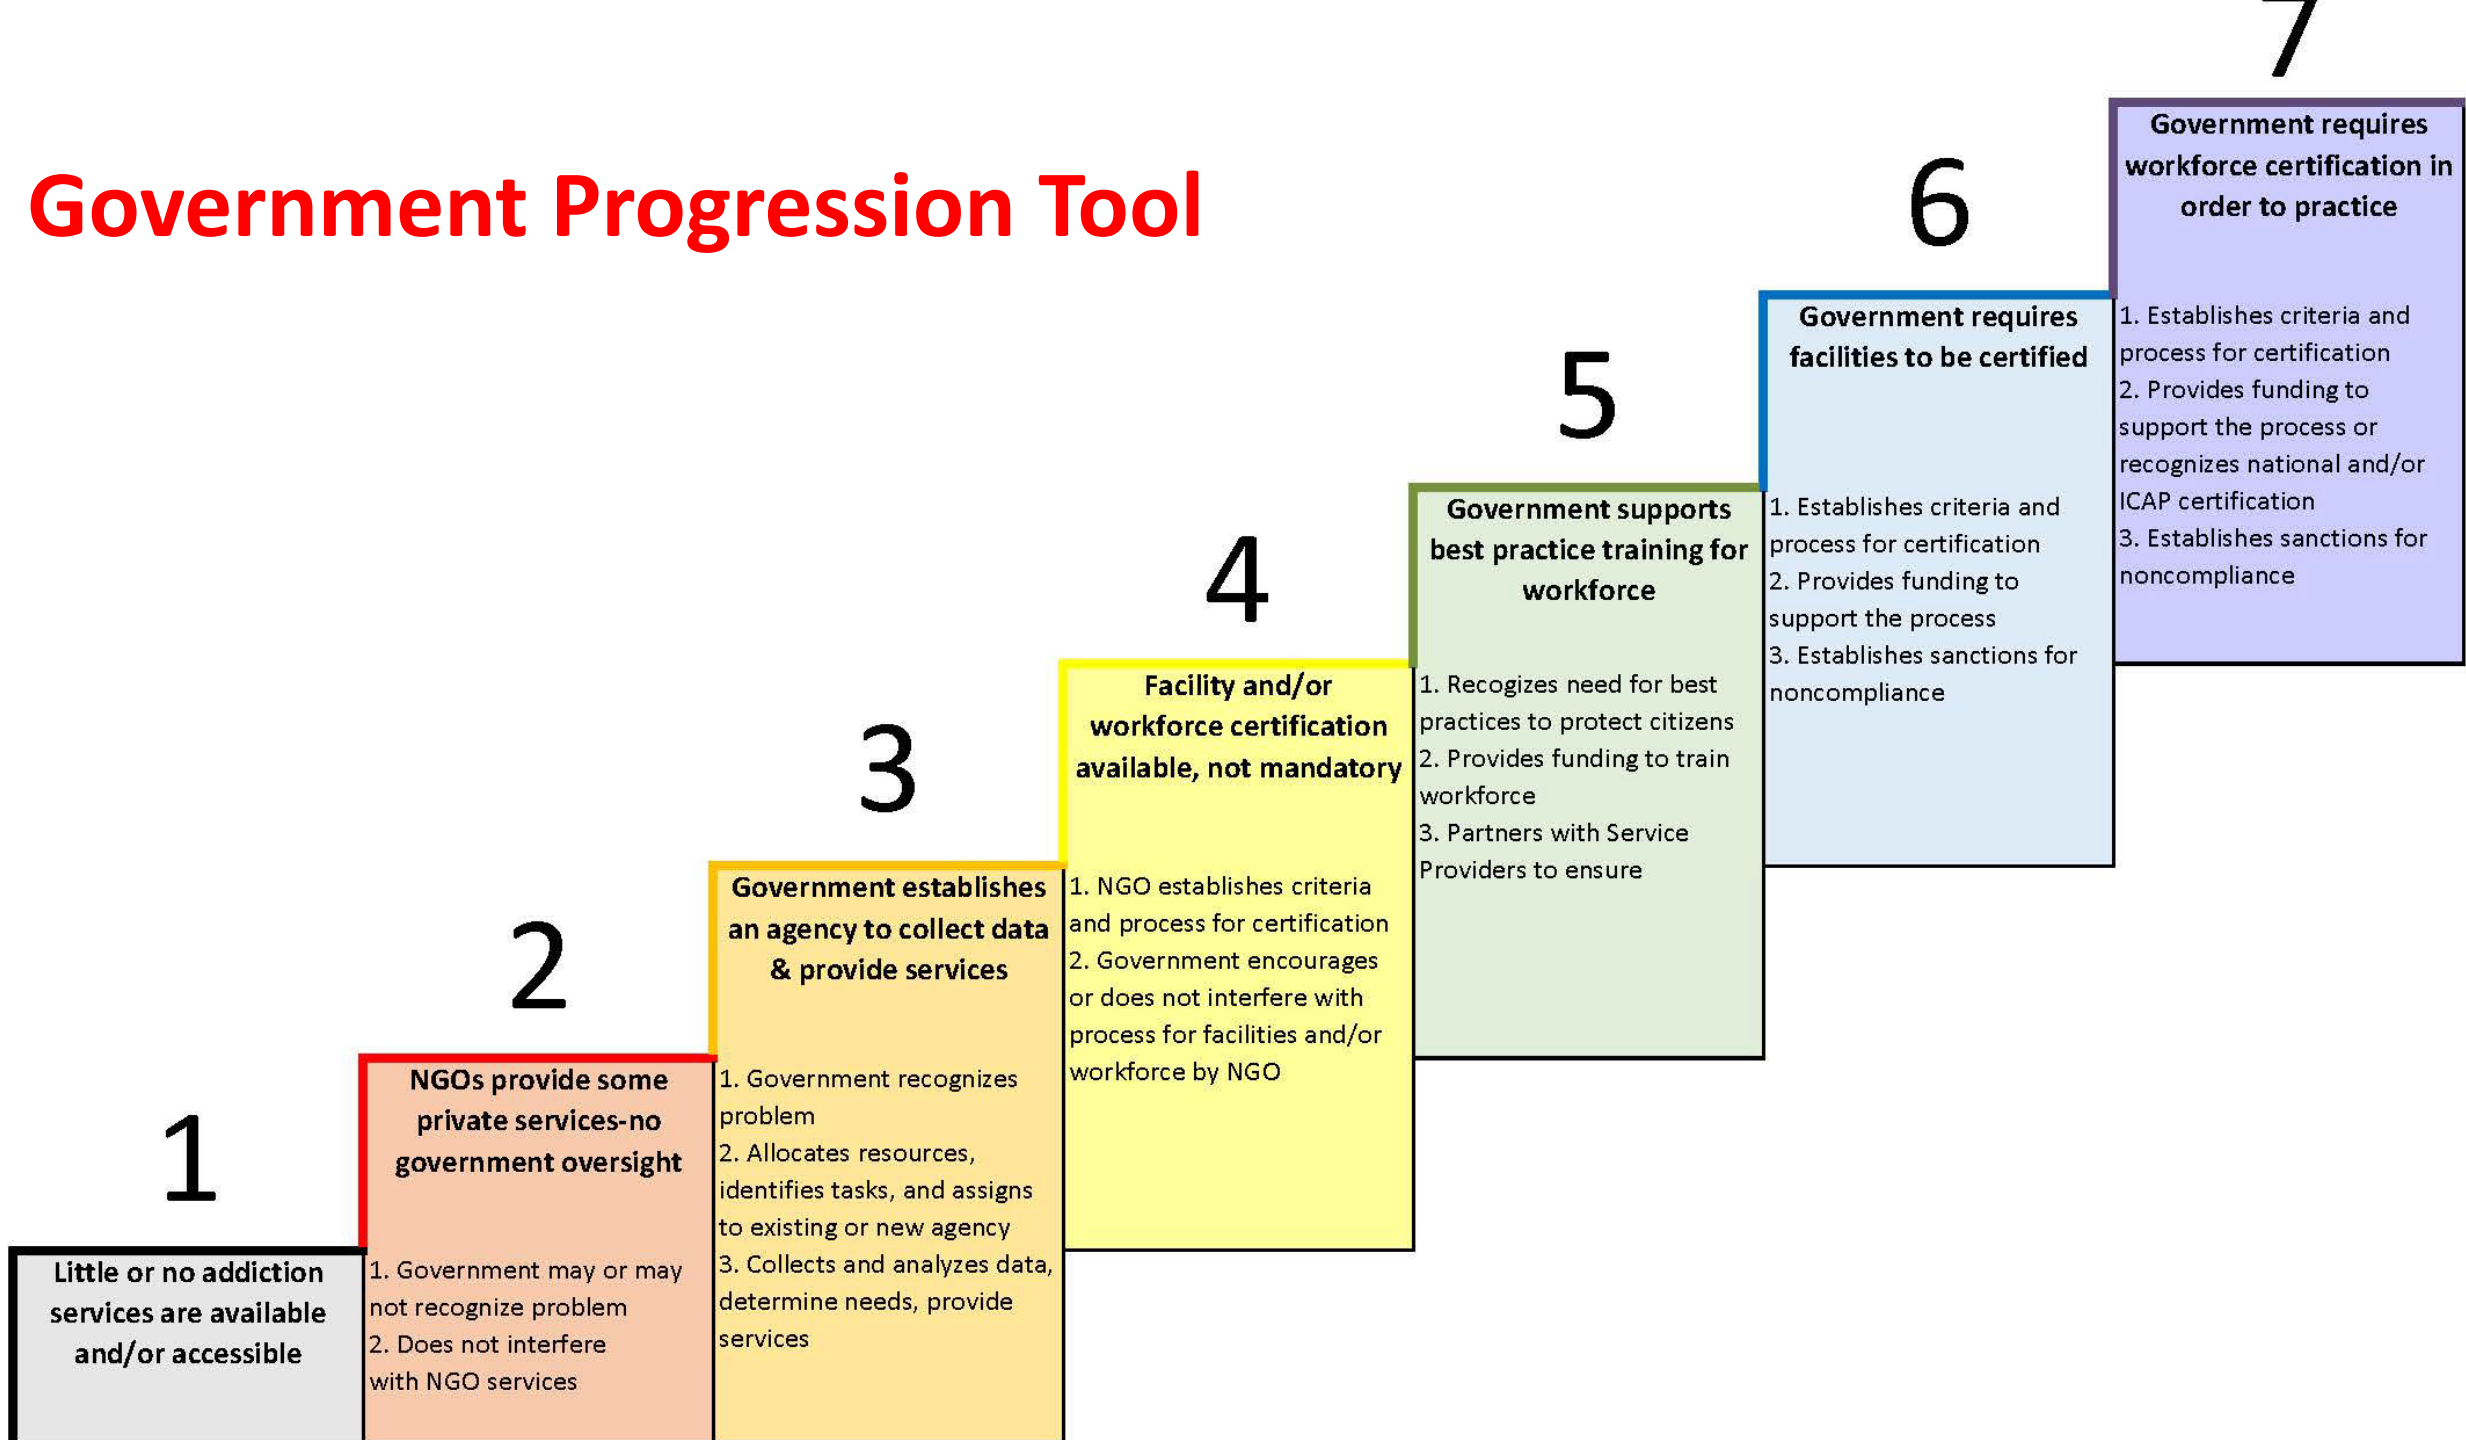 Government Progression Tool
1
Little or no addiction
services are available
and/or accessible
2
NGOs provide some
private services-no
government oversight
1. Government may or may
not recognize problem
2. Does not interfere
with NGO services
3
Government establishes
an agency to collect data
& provide services
1. Government recognizes
problem
2. Allocates resources,
identifies tasks, and assigns
to existing or new agency
3. Collects and analyzes data,
determine needs, provide
services
4
Facility and/or
workforce certification
available, not mandatory
1. NGO establishes criteria
and process for certification
2. Government encourages
or does not interfere with
process for facilities and/or
workforce by NGO
5
Government supports
best practice training for
workforce
1. Recogizes need for best
practices to protect citizens
2. Provides funding to train
workforce
3. Partners with Service
Providers to ensure
6
Government requires
facilities to be certified
1. Establishes criteria and
process for certification
2. Provides funding to
support the process
3. Establishes sanctions for
noncompliance
7
Government requires
workforce certification in
order to practice
1. Establishes criteria and
process for certification
2. Provides funding to
support the process or
recognizes national and/or
ICAP certification
3. Establishes sanctions for
noncompliance